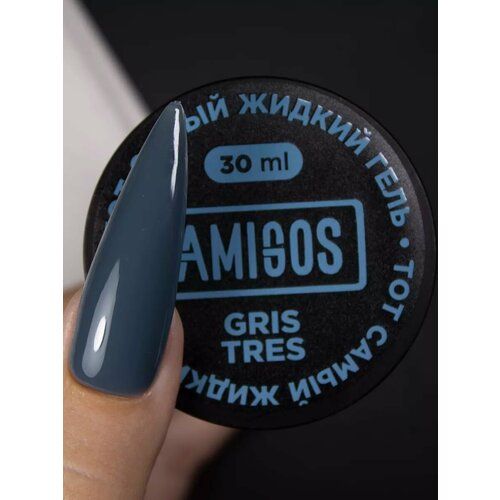 ЫЙ ЖИДКИЙ ГЕЛЬ • ТОТ САМЫЙ ЖИДКИ
30 ml
AMIGOS
GRIS
TRES